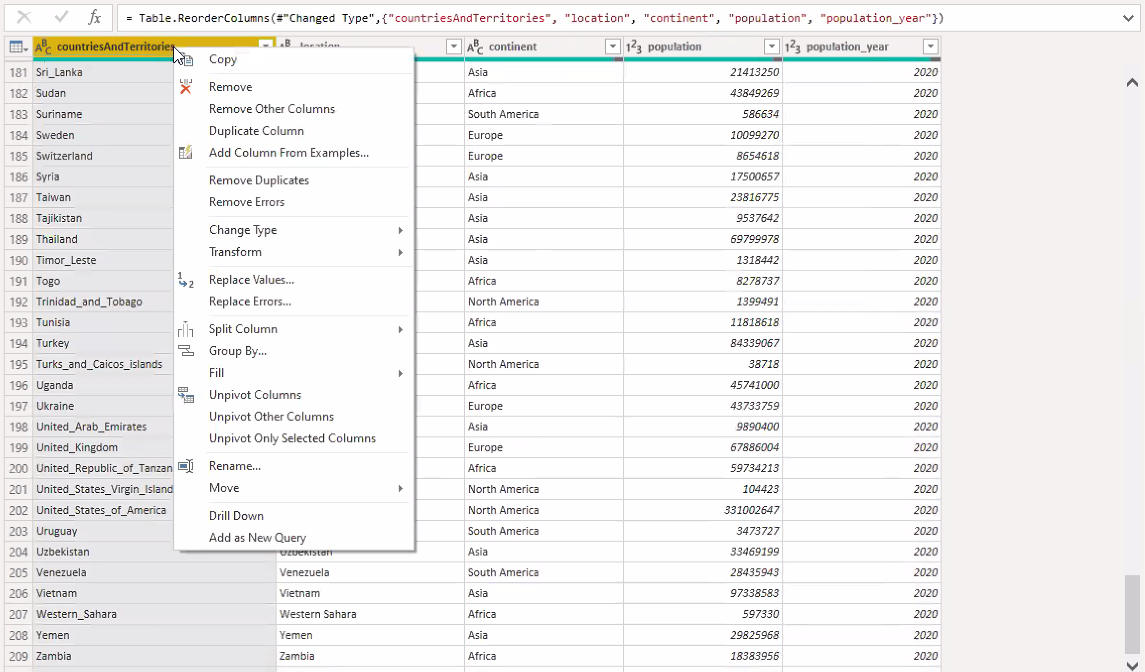 fx = Table.ReorderColumns(#"Changed Type",{"countriesAndTerritories", "location", "continent", "population", "population_year"})
ABC countriesAndTerritories location ABC continent 123 population 123 population_year
181 Sri_Lanka Asia 21413250 2020
182 Sudan Africa 43849269 2020
183 Suriname South America 586634 2020
184 Sweden Europe 10099270 2020
185 Switzerland Europe 8654618 2020
186 Syria Asia 17500657 2020
187 Taiwan Asia 23816775 2020
188 Tajikistan Asia 9537642 2020
189 Thailand Asia 69799978 2020
190 Timor_Leste Asia 1318442 2020
191 Togo Africa 8278737 2020
192 Trinidad_and_Tobago North America 1399491 2020
193 Tunisia Africa 11818618 2020
194 Turkey Asia 84339067 2020
195 Turks_and_Caicos_islands North America 38718 2020
196 Uganda Africa 45741000 2020
197 Ukraine Europe 43733759 2020
198 United_Arab_Emirates Asia 9890400 2020
199 United_Kingdom Europe 67886004 2020
200 United_Republic_of_Tanzan Africa 59734213 2020
201 United_States_Virgin_Island North America 104423 2020
202 United_States_of_America North America 331002647 2020
203 Uruguay South America 3473727 2020
204 Uzbekistan Uzbekistan Asia 33469199 2020
205 Venezuela Venezuela South America 28435943 2020
206 Vietnam Vietnam Asia 97338583 2020
207 Western_Sahara Western Sahara Africa 597330 2020
208 Yemen Yemen Asia 29825968 2020
209 Zambia Zambia Africa 18383956 2020
Copy
Remove
Remove Other Columns
Duplicate Column
Add Column From Examples...
Remove Duplicates
Remove Errors
Change Type
Transform
Replace Values...
Replace Errors...
Split Column
Group By...
Fill
Unpivot Columns
Unpivot Other Columns
Unpivot Only Selected Columns
Rename...
Move
Drill Down
Add as New Query